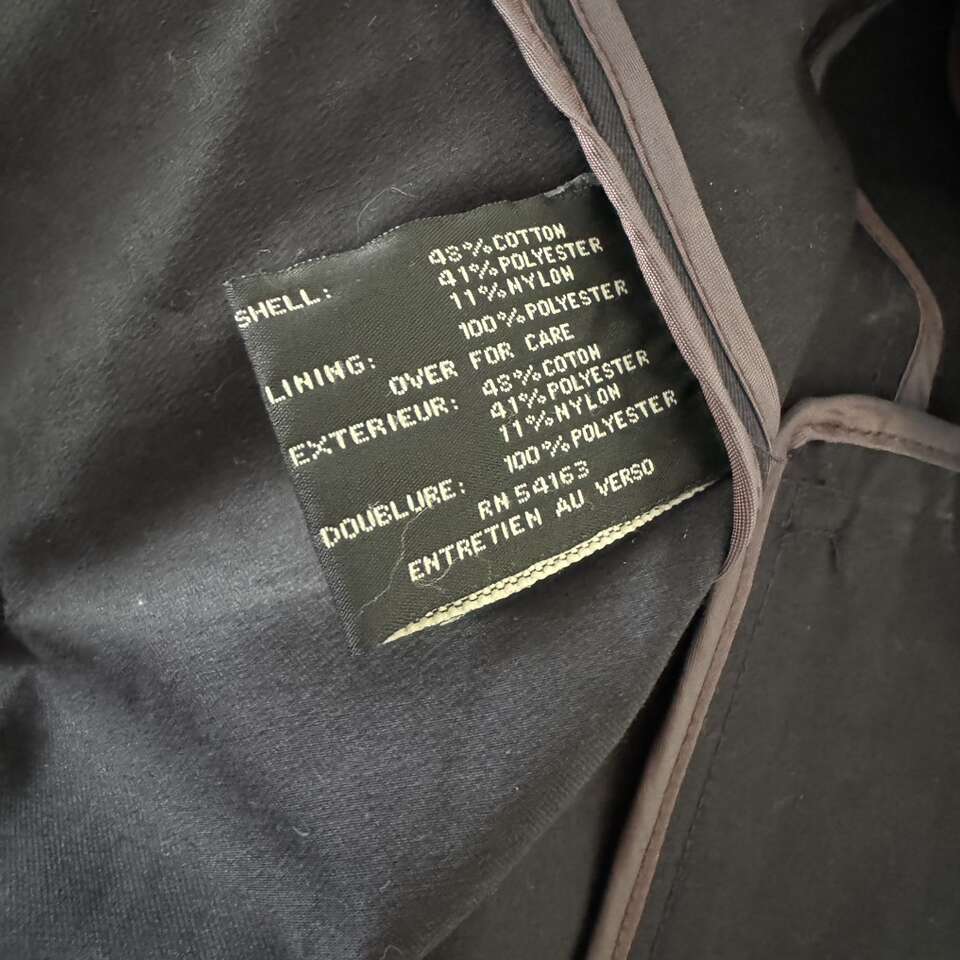 SHELL: 48% COTTON
41% POLYESTER
11% NYLON
LINING: 100% POLYESTER
OVER FOR CARE
EXTERIEUR: 48% COTON
41% POLYESTER
11% NYLON
DOUBLURE: 100% POLYESTER
RN 54163
ENTRETIEN AU VERSO